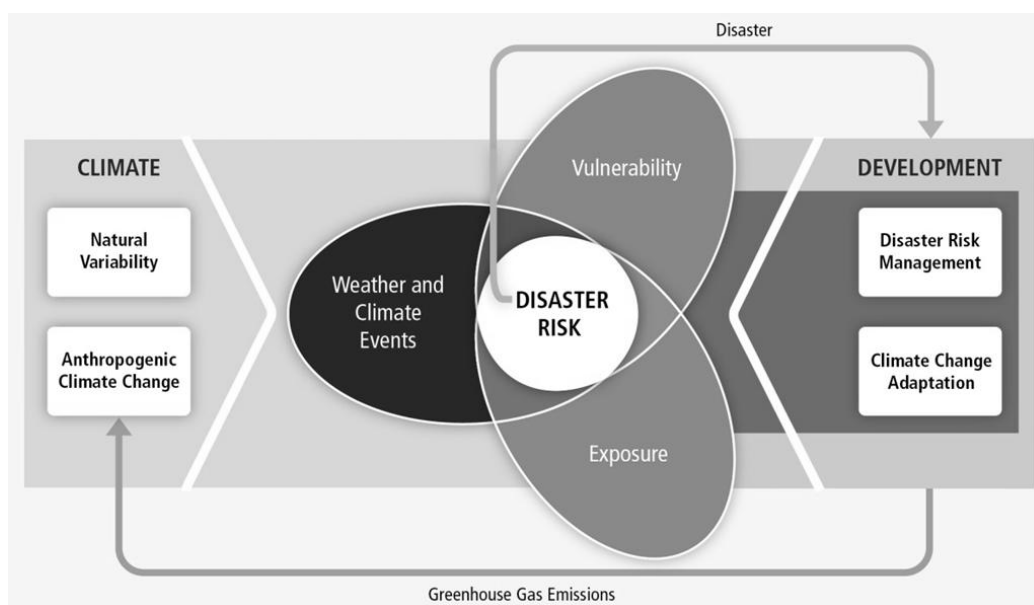 Disaster
CLIMATE
Natural
Variability
Anthropogenic
Climate Change
Weather and
Climate
Events
Vulnerability
DISASTER
RISK
Exposure
DEVELOPMENT
Disaster Risk
Management
Climate Change
Adaptation
Greenhouse Gas Emissions